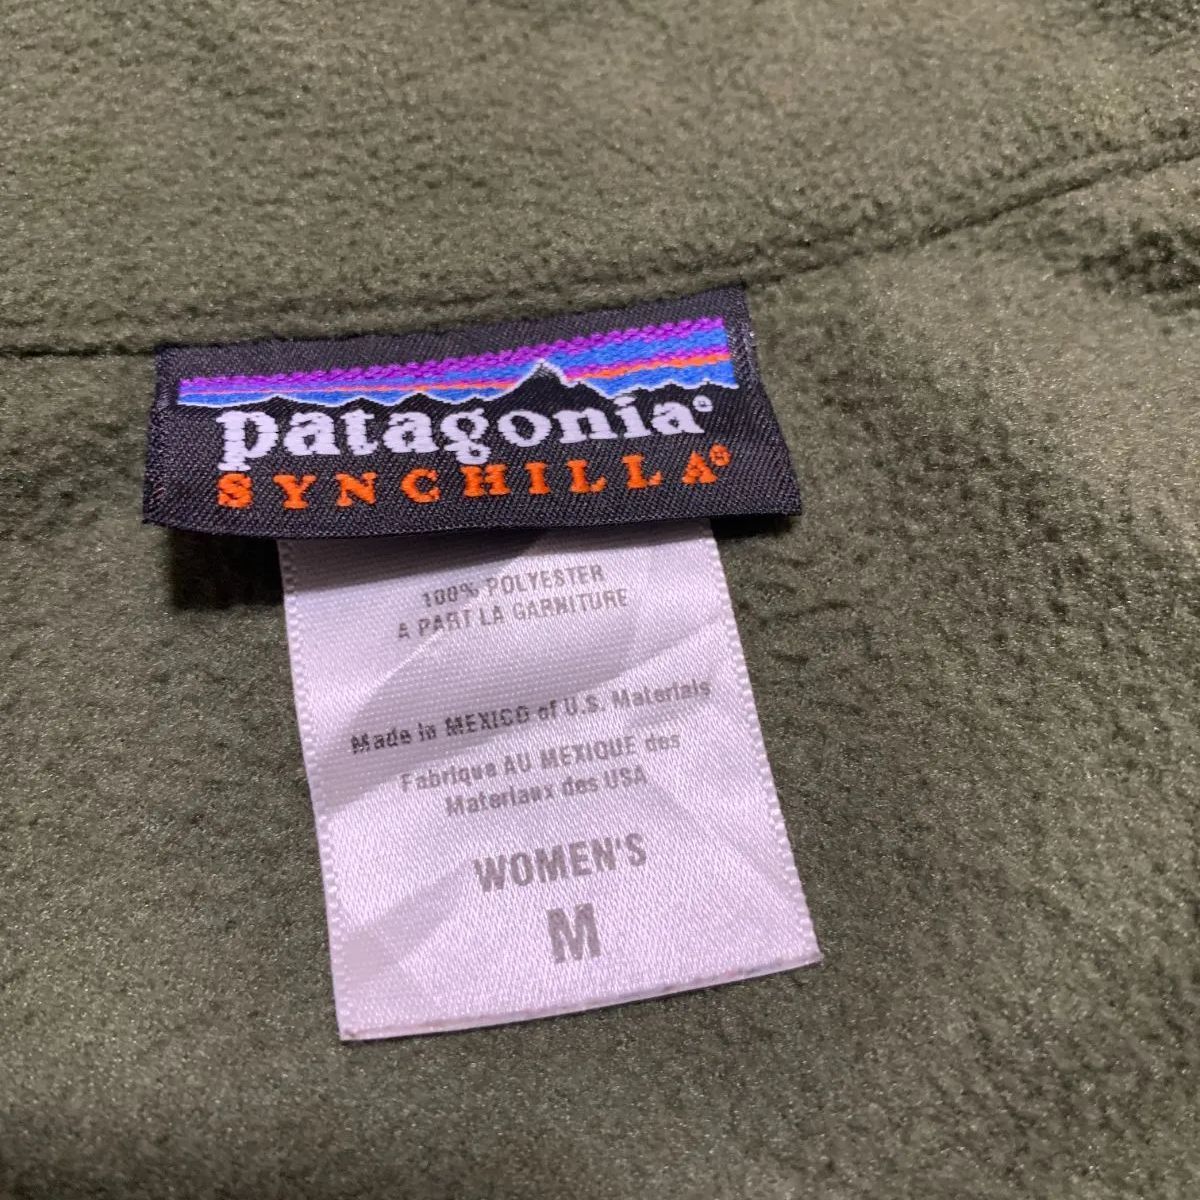 patagonia®
SYNCHILLA®
100% POLYESTER
A PART LA GARNITURE
Made in MEXICO of U.S. Materials
Fabrique AU MEXIQUE des
Materiaux des USA
WOMEN'S
M